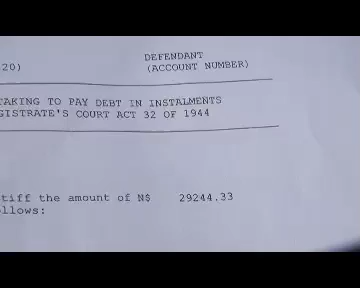 DEFENDANT
20) (ACCOUNT NUMBER)
TAKING TO PAY DEBT IN INSTALMENTS
GISTRATE'S COURT ACT 32 OF 1944
tiff the amount of N$ 29244.33
ollows: